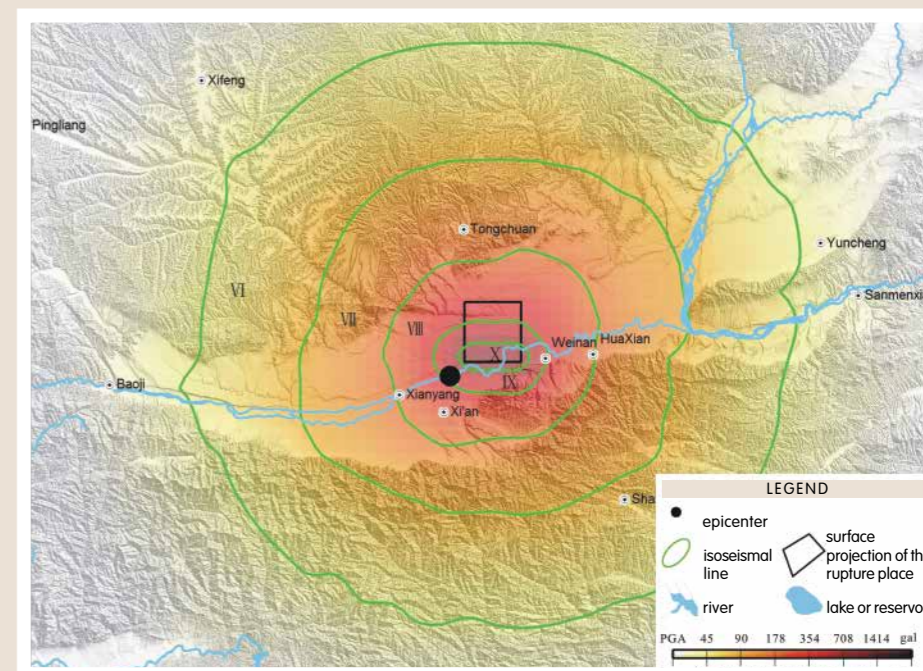 Xifeng
Pingliang
Tongchuan
Yuncheng
VI
Sanmenxi
VII
VIII
Weinan
HuaXian
X
IX
Baoji
Xianyang
Xi'an
Sha
LEGEND
epicenter
surface
isoseismal
projection of th
line
rupture place
river
lake or reservo
PGA 45 90 178 354 708 1414 gal